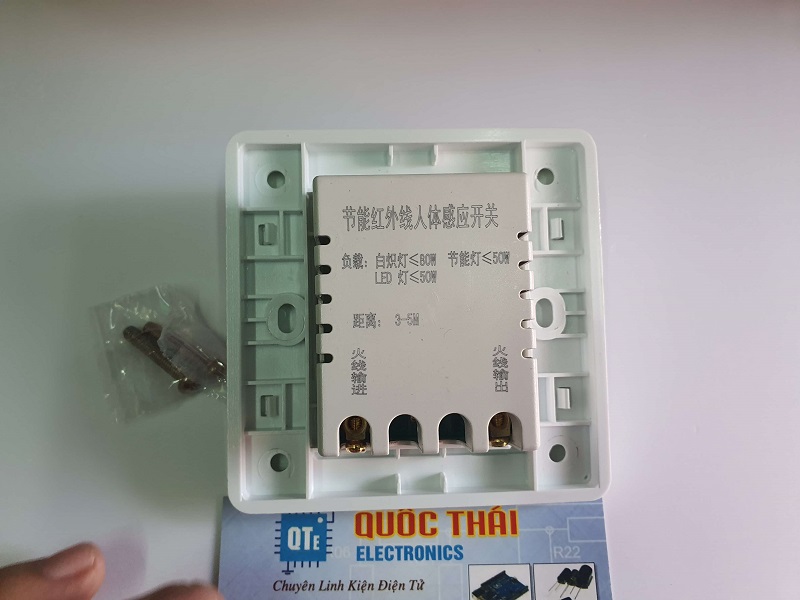 节能红外线人体感应开关
负载：白炽灯≤80W 节能灯≤50W
LED 灯≤50W
距离：3-5M
火线输进
火线输出
QTE
QUỐC THÁI
ELECTRONICS
R22
Chuyên Linh Kiện Điện Tử